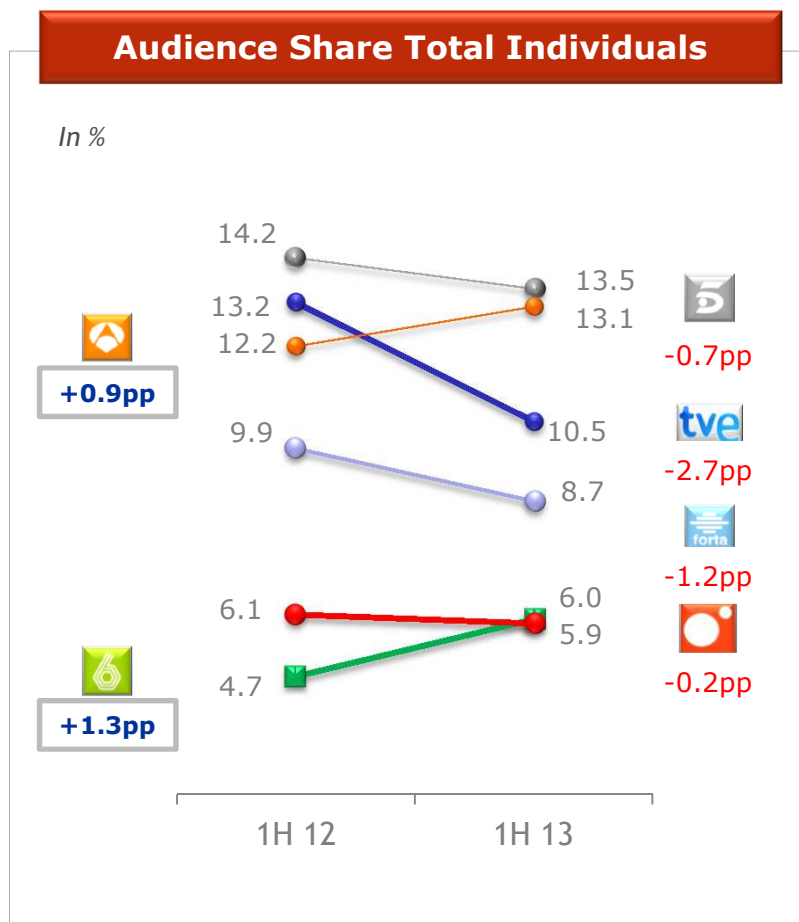 Audience Share Total Individuals
In %
14.2
13.5
13.2
13.1
12.2
-0.7pp
+0.9pp
tve
9.9
10.5
-2.7pp
8.7
forta
-1.2pp
6.1
6.0
5.9
4.7
-0.2pp
6
+1.3pp
5
1H 12
1H 13